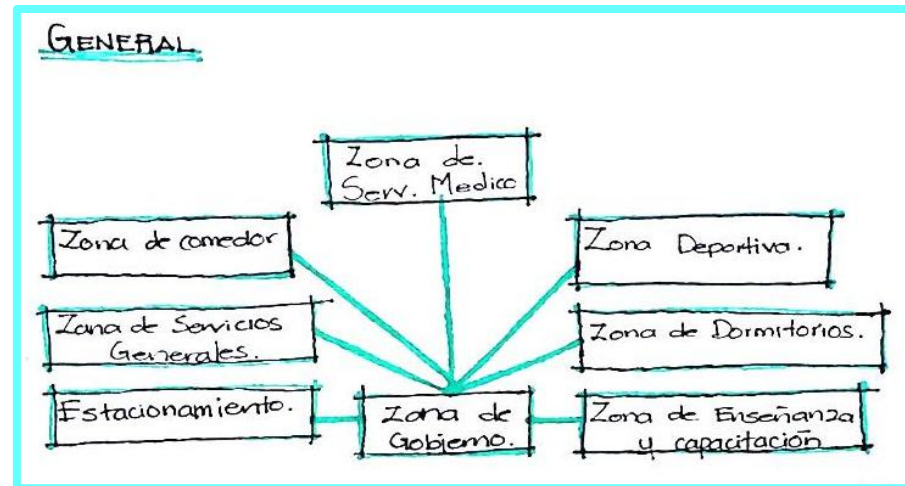 GENERAL
Zona de.
Serv. Medico
Zona de comedor
Zona Deportiva.
Zona de Servicios
Generales.
Zona de Dormitorios.
Estacionamiento.
Zona de
Gobierno.
Zona de Enseñanza
y capacitación